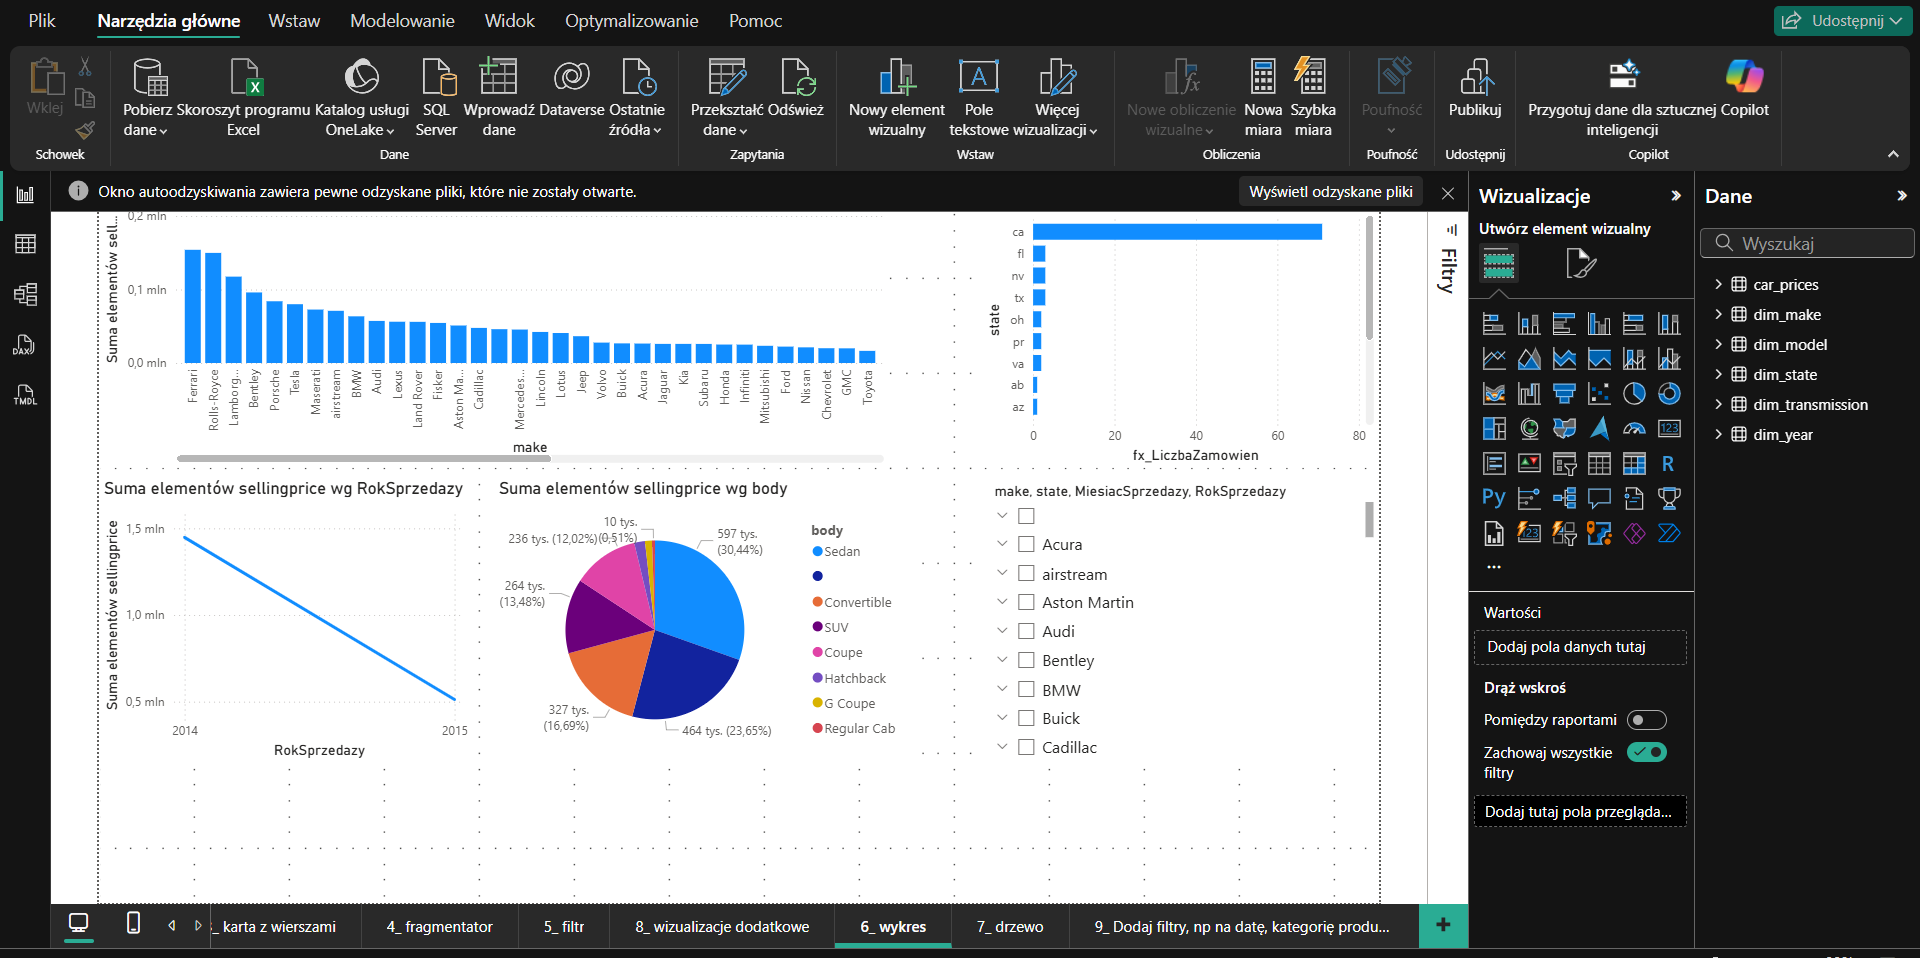 Plik
Narzędzia główne
Wstaw
Modelowanie
Widok
Optymalizowanie
Pomoc
Udostępnij
Wklej
Schowek
Pobierz dane
Skoroszyt programu Excel
Katalog usługi OneLake
SQL Server
Wprowadź dane
Dataverse
Ostatnie źródła
Dane
Przekształć dane
Odśwież
Zapytania
Nowy element wizualny
Pole tekstowe
Więcej wizualizacji
Wstaw
Nowe obliczenie wizualne
Nowa miara
Szybka miara
Obliczenia
Poufność
Poufność
Publikuj
Udostępnij
Przygotuj dane dla sztucznej inteligencji
Copilot
Copilot
Okno autoodzyskiwania zawiera pewne odzyskane pliki, które nie zostały otwarte.
Wyświetl odzyskane pliki
Suma elementów sell...
0,2 mln
0,1 mln
0,0 mln
Ferrari
Rolls-Royce
Lamborg...
Bentley
Porsche
Tesla
Maserati
airstream
BMW
Audi
Lexus
Land Rover
Fisker
Aston Ma...
Cadillac
Mercedes...
Lincoln
Lotus
Jeep
Volvo
Buick
Acura
Jaguar
Kia
Subaru
Honda
Infiniti
Mitsubishi
Ford
Nissan
Chevrolet
GMC
Toyota
make
state
ca
fl
nv
tx
oh
pr
va
ab
az
0 20 40 60 80
fx_LiczbaZamowien
Suma elementów sellingprice wg RokSprzedazy
Suma elementów sellingprice
1,5 mln
1,0 mln
0,5 mln
2014 2015
RokSprzedazy
Suma elementów sellingprice wg body
10 tys.
(0,51%)
236 tys. (12,02%)
597 tys.
(30,44%)
264 tys.
(13,48%)
327 tys.
(16,69%)
464 tys. (23,65%)
body
Sedan
Convertible
SUV
Coupe
Hatchback
G Coupe
Regular Cab
make, state, MiesiacSprzedazy, RokSprzedazy
Acura
airstream
Aston Martin
Audi
Bentley
BMW
Buick
Cadillac
Filtry
Wizualizacje
Utwórz element wizualny
123
R
Py
123
...
Wartości
Dodaj pola danych tutaj
Drąż wskroś
Pomiędzy raportami
Zachowaj wszystkie
filtry
Dodaj tutaj pola przegląda...
Dane
Wyszukaj
car_prices
dim_make
dim_model
dim_state
dim_transmission
dim_year
DAX
TMDL
karta z wierszami
4_ fragmentator
5_ filtr
8_ wizualizacje dodatkowe
6_ wykres
7_ drzewo
9_ Dodaj filtry, np na datę, kategorię produ...